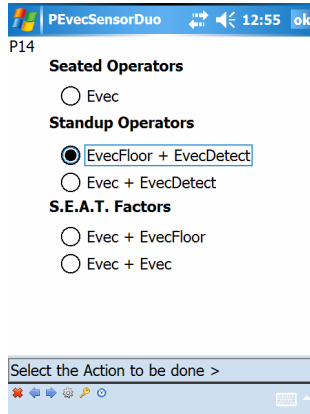 PEvecSensorDuo 12:55 ok
P14
Seated Operators
Evec
Standup Operators
EvecFloor + EvecDetect
Evec + EvecDetect
S.E.A.T. Factors
Evec + EvecFloor
Evec + Evec
Select the Action to be done >